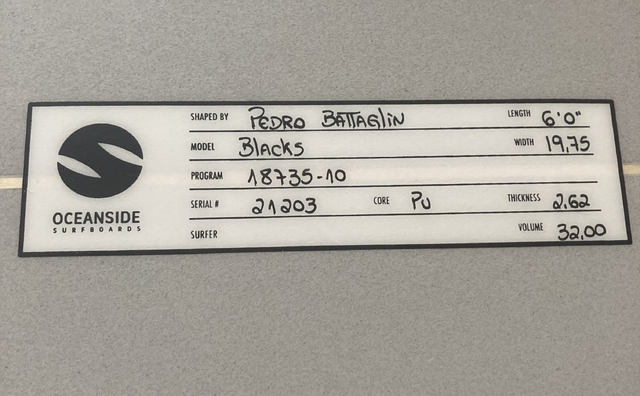 SHAPED BY PEDRO BATTAGLIN LENGTH 6'0"
MODEL Blacks WIDTH 19,75
PROGRAM 18735-10
SERIAL # 21203 CORE PU THICKNESS 2,62
SURFER VOLUME 32,00
OCEANSIDE
SURFBOARDS